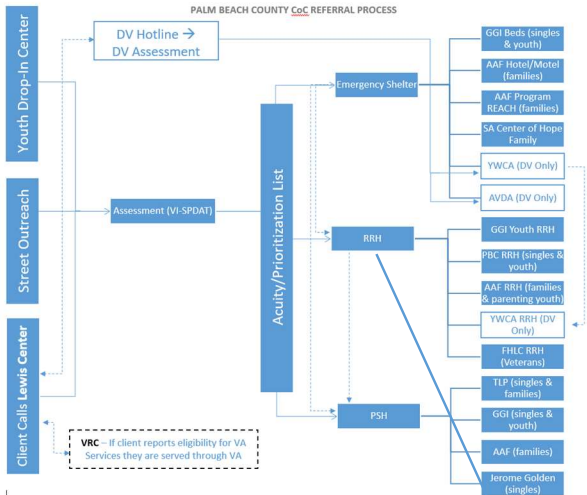 PALM BEACH COUNTY CoC REFERRAL PROCESS
Youth Drop-In Center
Street Outreach
Client Calls Lewis Center
DV Hotline →
DV Assessment
Assessment (VI-SPDAT)
VRC – If client reports eligibility for VA
Services they are served through VA
Acuity/Prioritization List
Emergency Shelter
RRH
PSH
GGI Beds (singles
& youth)
AAF Hotel/Motel
(families)
AAF Program
REACH (families)
SA Center of Hope
Family
YWCA (DV Only)
AVDA (DV Only)
GGI Youth RRH
PBC RRH (singles &
youth)
AAF RRH (families
& parenting youth)
YWCA RRH (DV
Only)
FHLC RRH
(Veterans)
TLP (singles &
families)
GGI (singles &
youth)
AAF (families)
Jerome Golden
(singles)